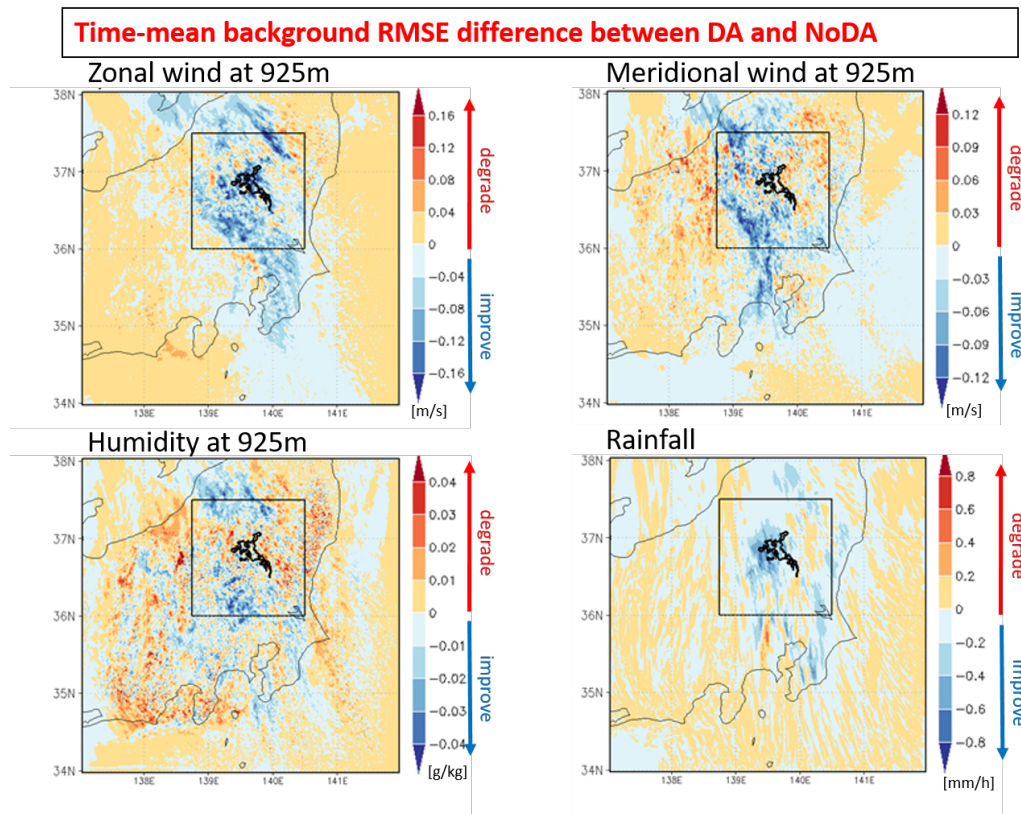 Time-mean background RMSE difference between DA and NoDA
Zonal wind at 925m
38N
37N
36N
35N
34N
138E 139E 140E 141E
0.16
0.12
0.08
0.04
0
−0.04
−0.08
−0.12
−0.16
[m/s]
degrade
improve
Meridional wind at 925m
38N
37N
36N
35N
34N
138E 139E 140E 141E
0.12
0.09
0.06
0.03
0
−0.03
−0.06
−0.09
−0.12
[m/s]
degrade
improve
Humidity at 925m
38N
37N
36N
35N
34N
138E 139E 140E 141E
0.04
0.03
0.02
0.01
0
−0.01
−0.02
−0.03
−0.04
[g/kg]
degrade
improve
Rainfall
38N
37N
36N
35N
34N
138E 139E 140E 141E
0.8
0.6
0.4
0.2
0
−0.2
−0.4
−0.6
−0.8
[mm/h]
degrade
improve